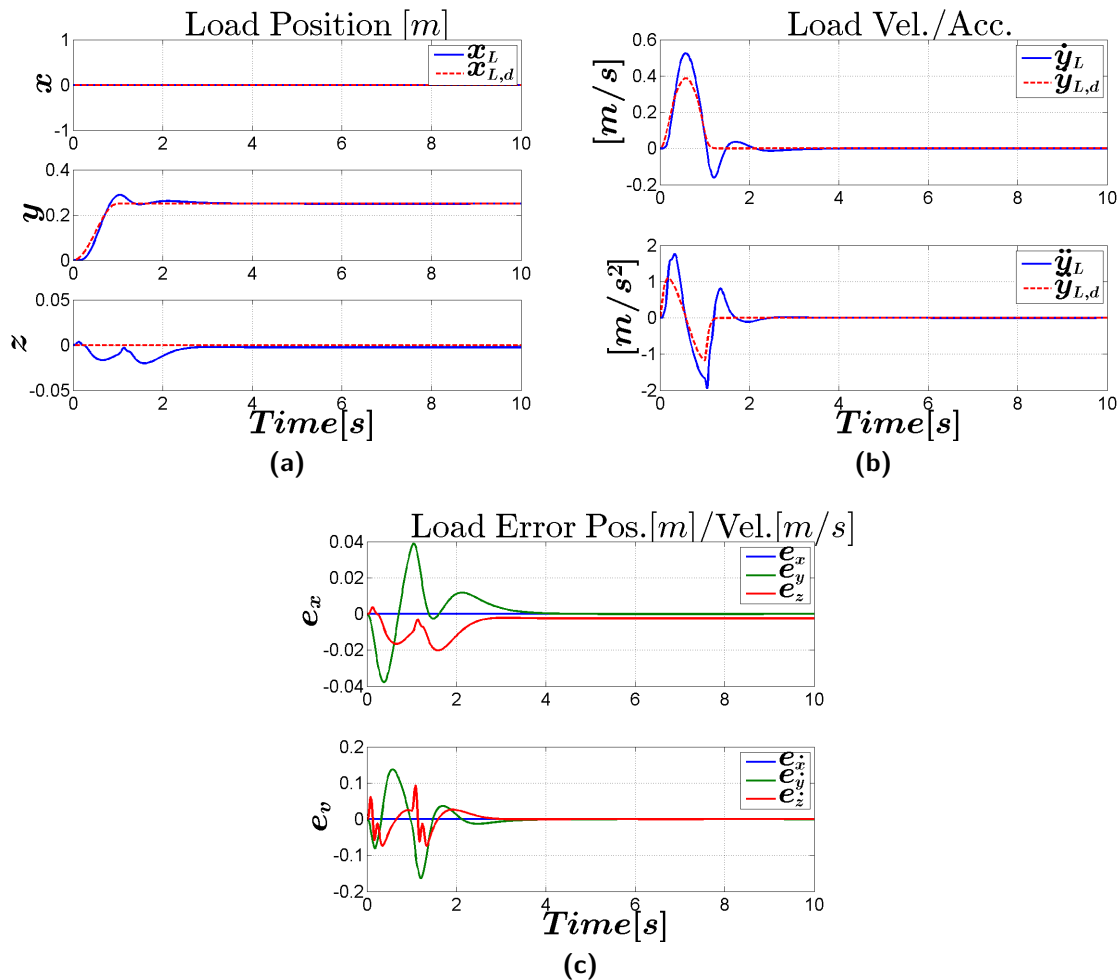 Load Position [m]
1
0
-1
x
x_L
x_{L,d}
0 2 4 6 8 10
0.4
0.2
0
y
0 2 4 6 8 10
0.05
0
-0.05
z
0 2 4 6 8 10
Time[s]
(a)
Load Vel./Acc.
0.6
0.4
0.2
0
-0.2
[m/s]
ẏ_L
ẏ_{L,d}
0 2 4 6 8 10
2
1
0
-1
-2
[m/s²]
ÿ_L
ÿ_{L,d}
0 2 4 6 8 10
Time[s]
(b)
Load Error Pos.[m]/Vel.[m/s]
0.04
0.02
0
-0.02
-0.04
e_x
e_x
e_y
e_z
0 2 4 6 8 10
0.2
0.1
0
-0.1
-0.2
e_v
e_ẋ
e_ẏ
e_ż
0 2 4 6 8 10
Time[s]
(c)